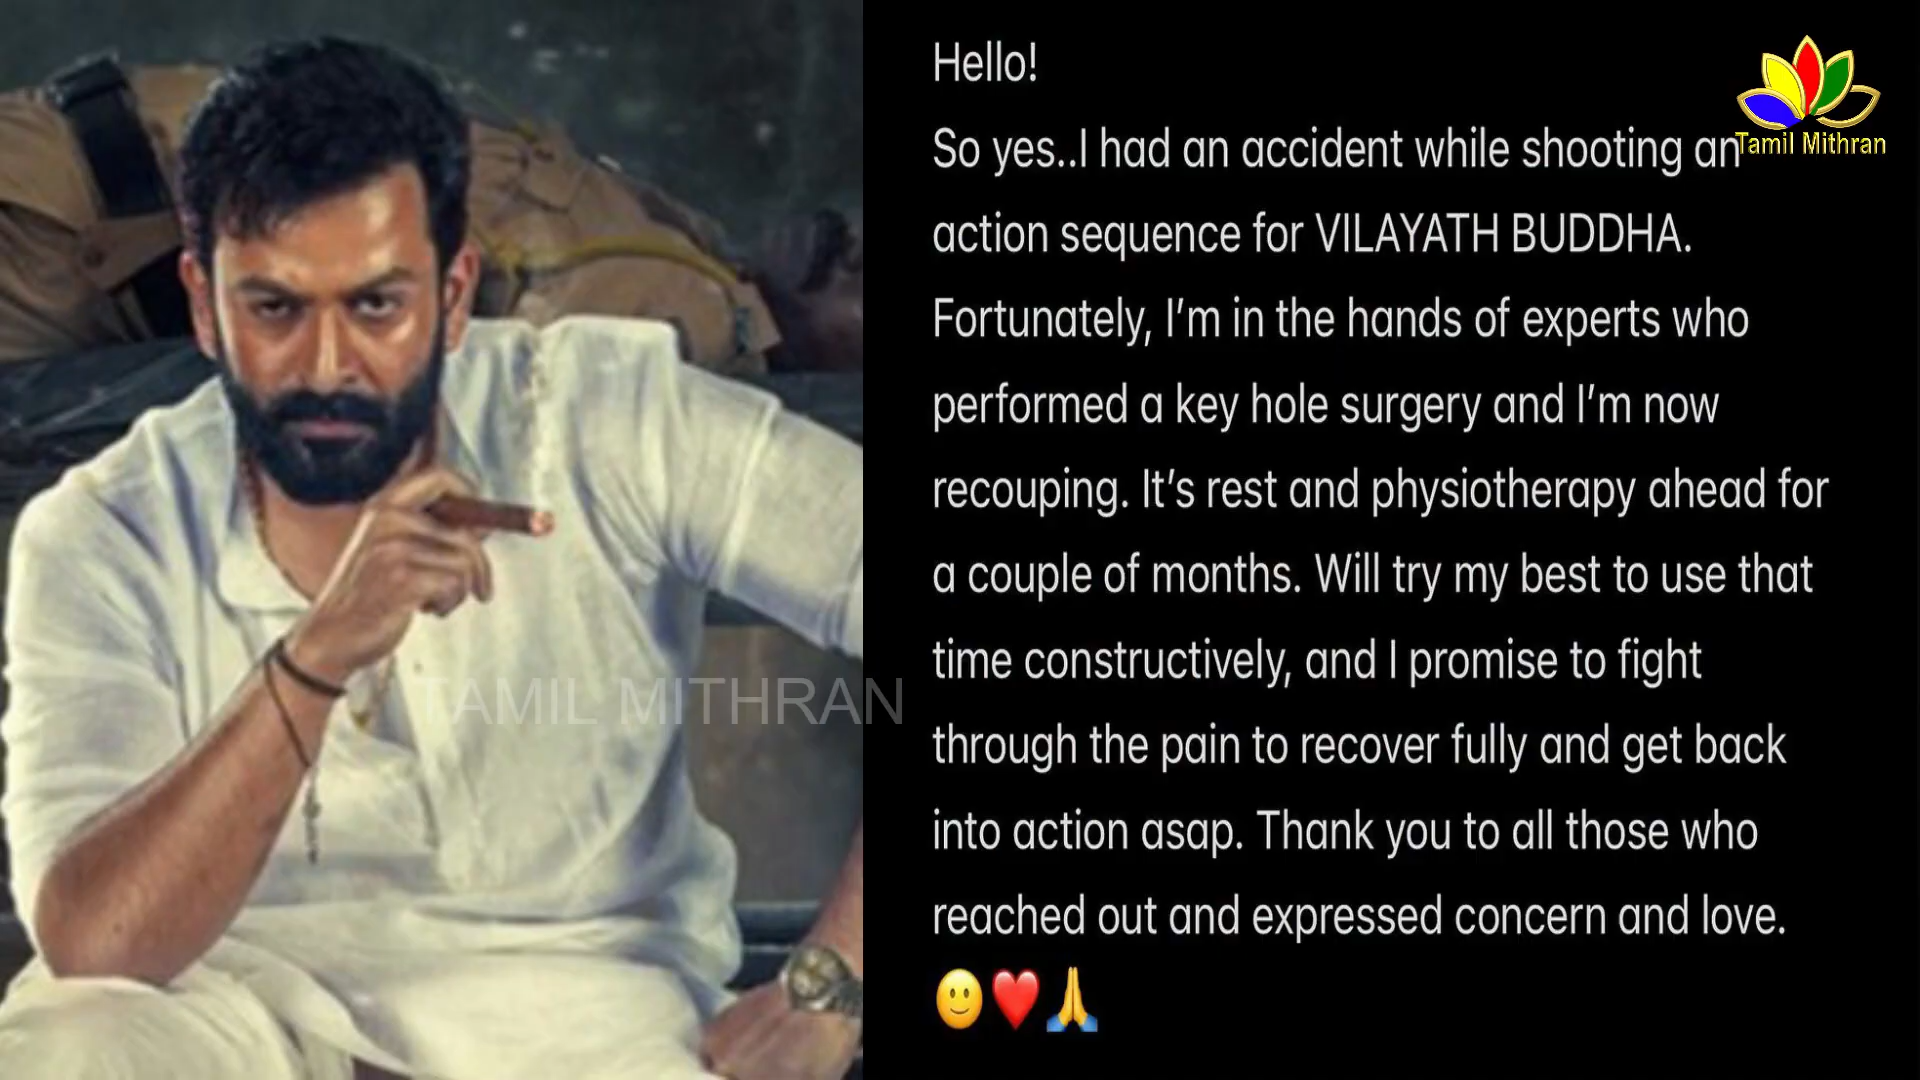 Hello!
So yes..I had an accident while shooting an
action sequence for VILAYATH BUDDHA.
Fortunately, I’m in the hands of experts who
performed a key hole surgery and I’m now
recouping. It’s rest and physiotherapy ahead for
a couple of months. Will try my best to use that
time constructively, and I promise to fight
through the pain to recover fully and get back
into action asap. Thank you to all those who
reached out and expressed concern and love.
🙂❤️🙏
Tamil Mithran
TAMIL MITHRAN